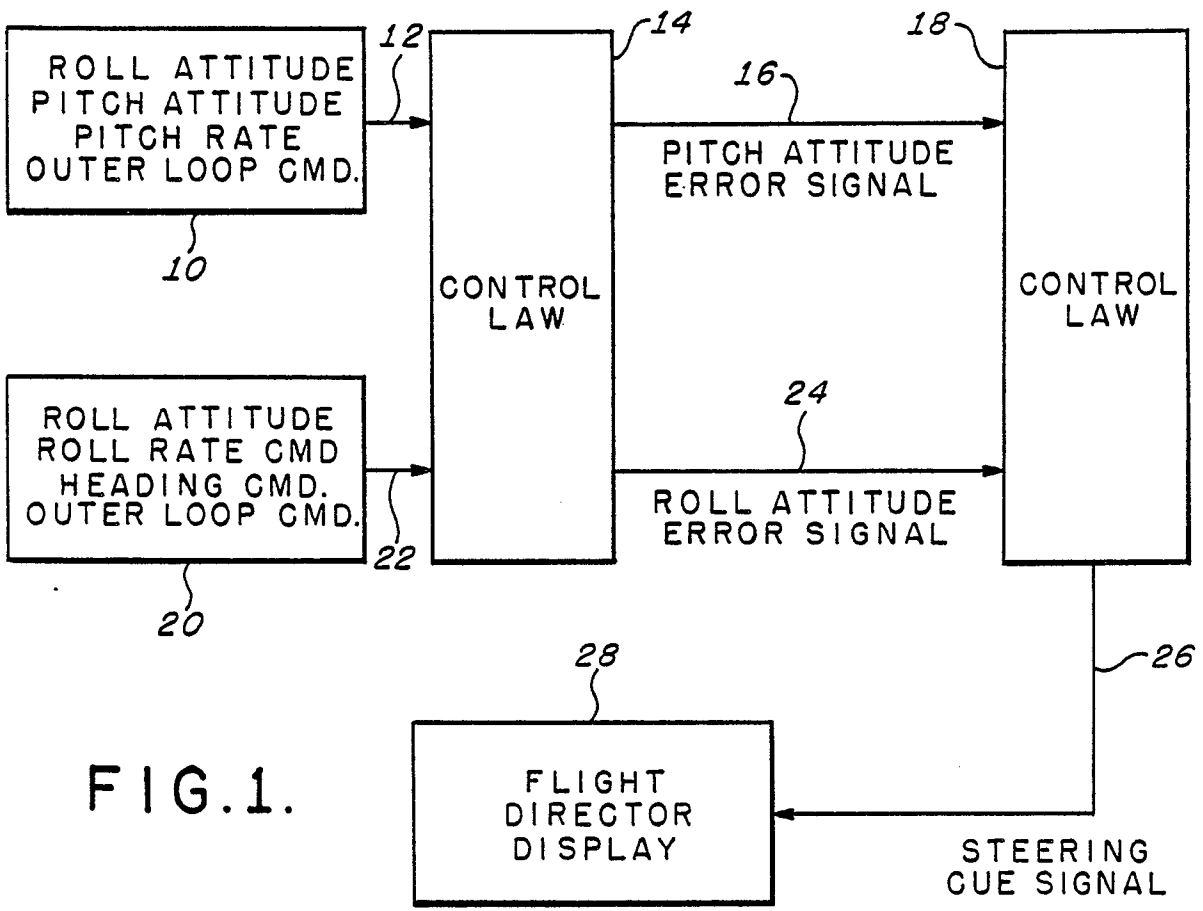 ROLL ATTITUDE
PITCH ATTITUDE
PITCH RATE
OUTER LOOP CMD.
10
12
14
CONTROL
LAW
16
PITCH ATTITUDE
ERROR SIGNAL
18
CONTROL
LAW
ROLL ATTITUDE
ROLL RATE CMD
HEADING CMD.
OUTER LOOP CMD.
20
22
24
ROLL ATTITUDE
ERROR SIGNAL
26
28
FLIGHT
DIRECTOR
DISPLAY
STEERING
CUE SIGNAL
FIG.1.